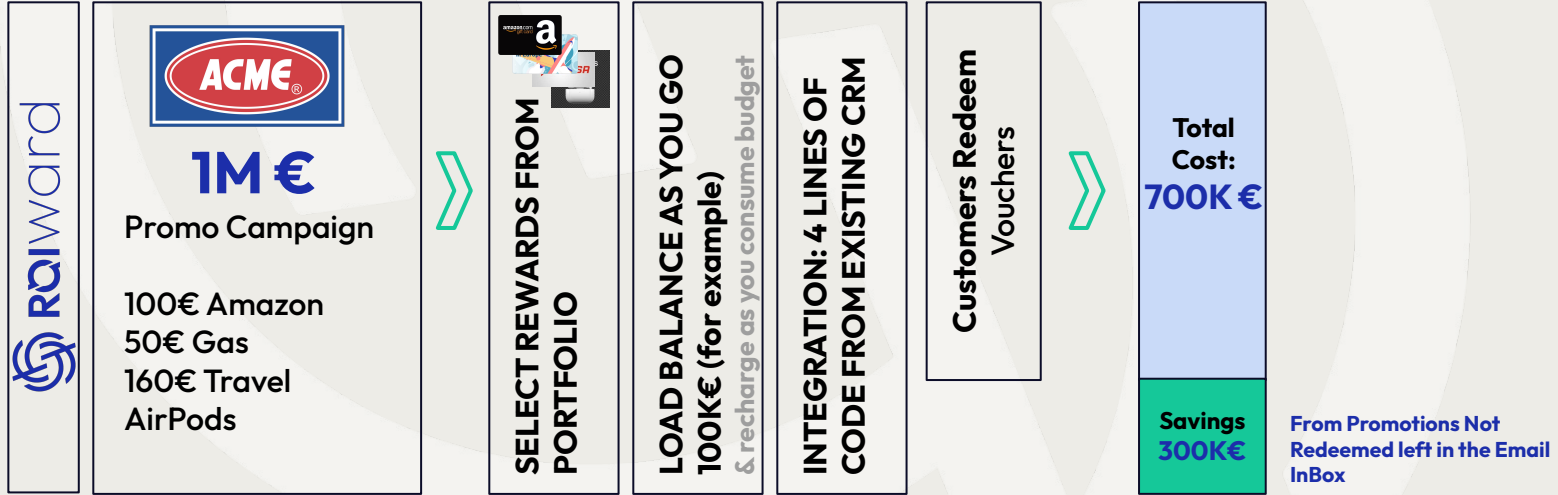 RAIward
ACME®
1M €
Promo Campaign
100€ Amazon
50€ Gas
160€ Travel
AirPods
amazon.com
a
SELECT REWARDS FROM
PORTFOLIO
LOAD BALANCE AS YOU GO
100K€ (for example)
& recharge as you consume budget
INTEGRATION: 4 LINES OF
CODE FROM EXISTING CRM
Customers Redeem
Vouchers
Total
Cost:
700K €
Savings
300K€
From Promotions Not
Redeemed left in the Email
InBox